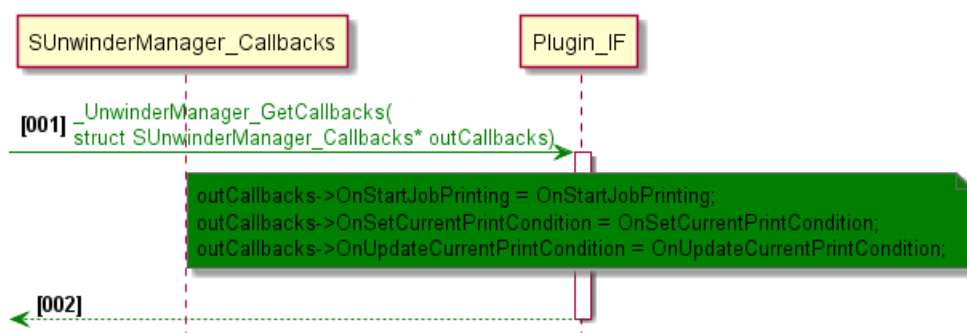 SUnwinderManager_Callbacks
Plugin_IF
[001] _UnwinderManager_GetCallbacks(
struct SUnwinderManager_Callbacks* outCallbacks)
outCallbacks->OnStartJobPrinting = OnStartJobPrinting;
outCallbacks->OnSetCurrentPrintCondition = OnSetCurrentPrintCondition;
outCallbacks->OnUpdateCurrentPrintCondition = OnUpdateCurrentPrintCondition;
[002]